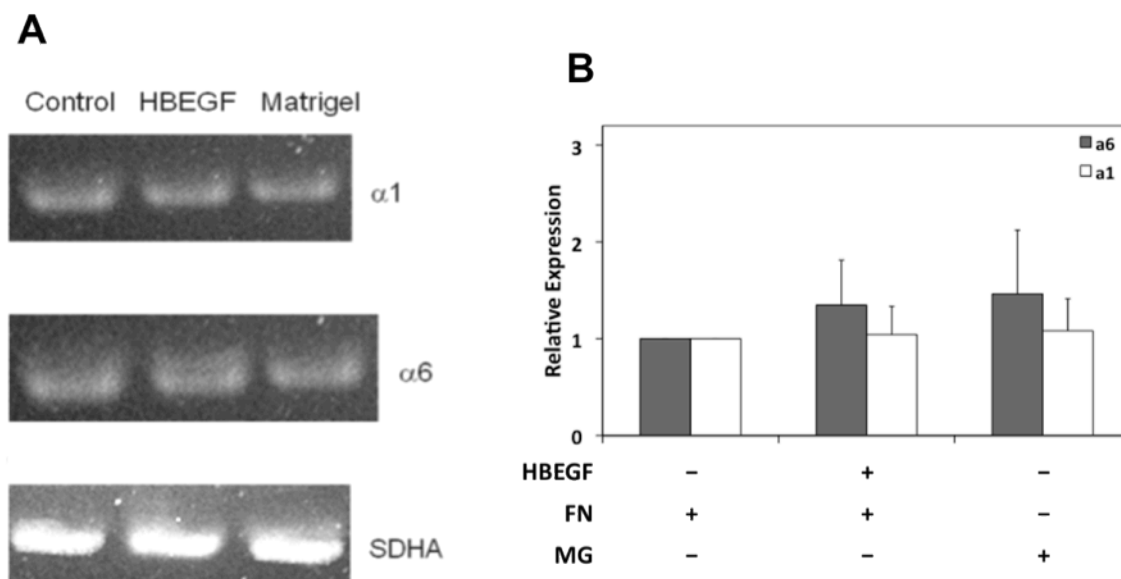 A
Control HBEGF Matrigel
α1
α6
SDHA
B
a6
a1
3
2
1
0
Relative Expression
HBEGF – + –
FN + + –
MG – – +